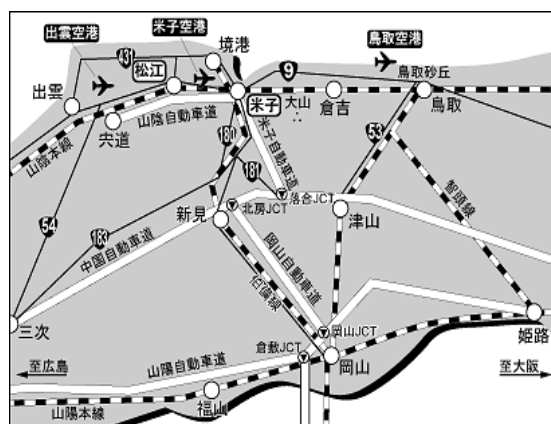 出雲空港
米子空港
鳥取空港
境港
431
松江
9
鳥取砂丘
出雲
米子
大山
倉吉
鳥取
宍道
山陰自動車道
180
米子自動車道
53
山陰本線
181
智頭線
落合JCT
北房JCT
新見
津山
54
183
中国自動車道
岡山自動車道
伯備線
三次
岡山JCT
姫路
倉敷JCT
岡山
至広島
山陽自動車道
至大阪
福山
山陽本線